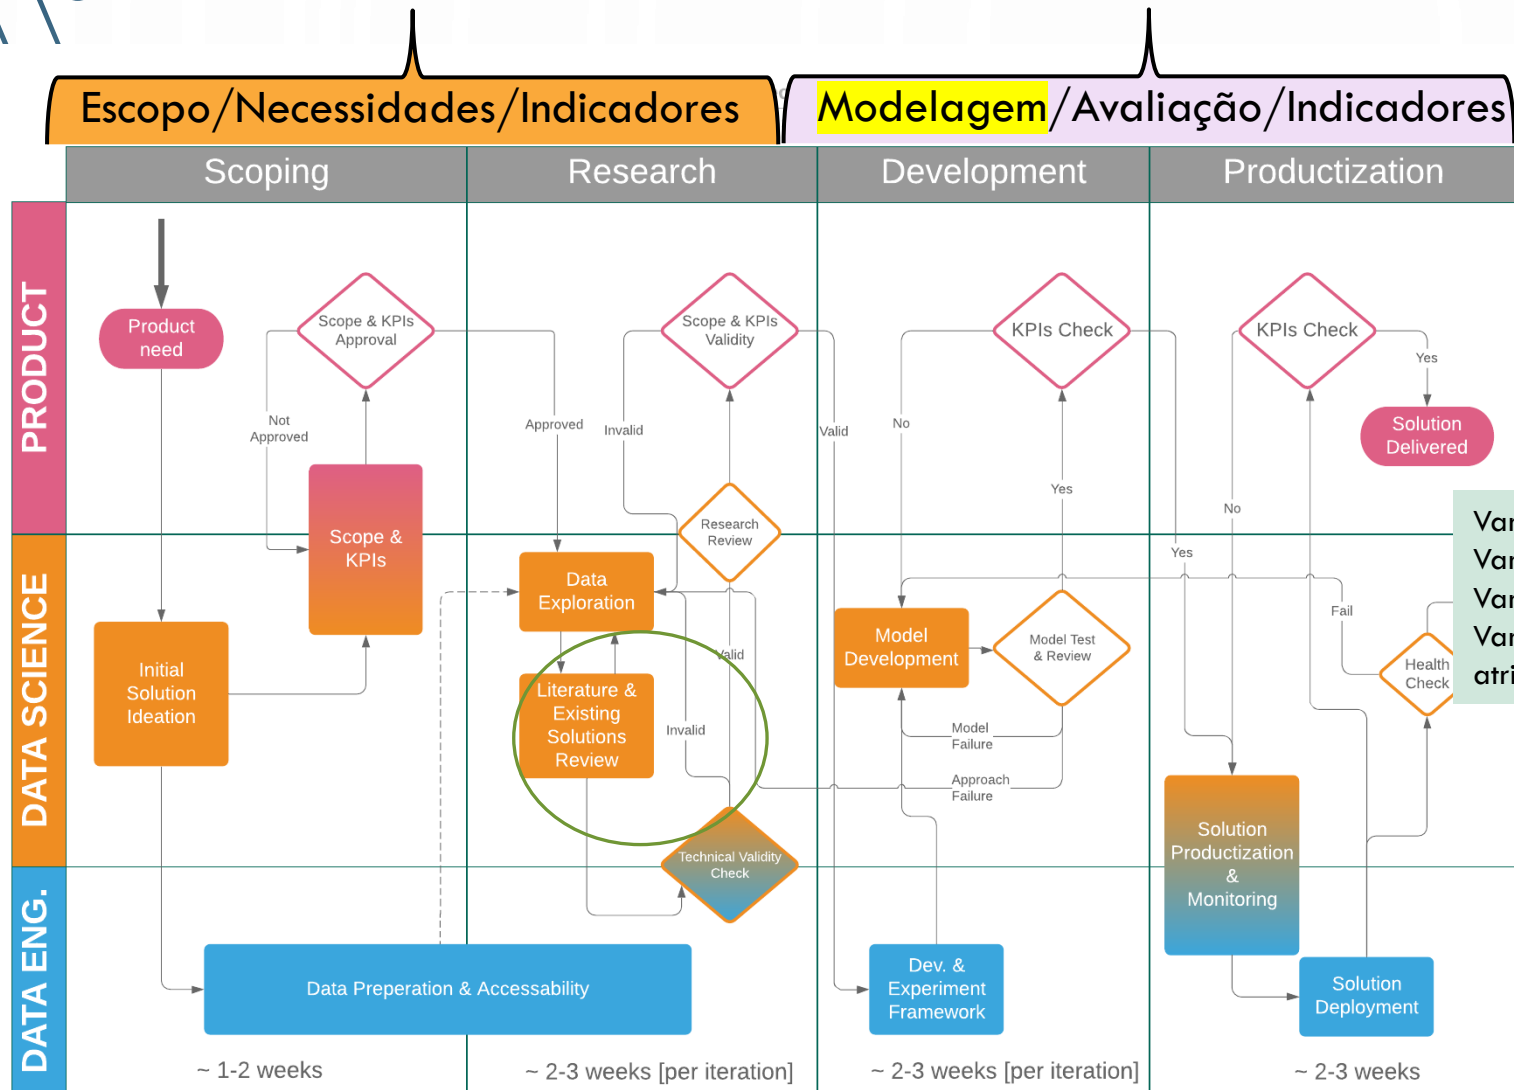 Escopo/Necessidades/Indicadores
Modelagem/Avaliação/Indicadores
Scoping
Research
Development
Productization
PRODUCT
DATA SCIENCE
DATA ENG.
Product
need
Scope & KPIs
Approval
Not
Approved
Scope &
KPIs
Initial
Solution
Ideation
Approved
Invalid
Scope & KPIs
Validity
Research
Review
Data
Exploration
Valid
Literature &
Existing
Solutions
Review
Invalid
Technical Validity
Check
Data Preperation & Accessability
Valid
No
KPIs Check
Yes
Model
Development
Model Test
& Review
Model
Failure
Approach
Failure
Dev. &
Experiment
Framework
Yes
KPIs Check
Yes
Solution
Delivered
No
Fail
Health
Check
Solution
Productization
&
Monitoring
Solution
Deployment
Var
Var
Var
Var
atri
~ 1-2 weeks
~ 2-3 weeks [per iteration]
~ 2-3 weeks [per iteration]
~ 2-3 weeks